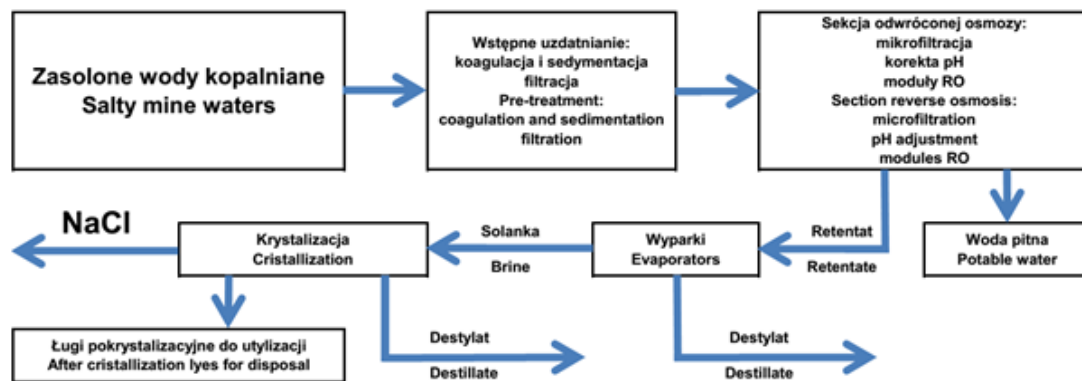 Zasolone wody kopalniane
Salty mine waters
Wstępne uzdatnianie:
koagulacja i sedymentacja
filtracja
Pre-treatment:
coagulation and sedimentation
filtration
Sekcja odwróconej osmozy:
mikrofiltracja
korekta pH
moduły RO
Section reverse osmosis:
microfiltration
pH adjustment
modules RO
NaCl
Krystalizacja
Cristallization
Solanka
Brine
Wyparki
Evaporators
Retentat
Retentate
Woda pitna
Potable water
Ługi pokrystalizacyjne do utylizacji
After cristallization lyes for disposal
Destylat
Destillate
Destylat
Destillate